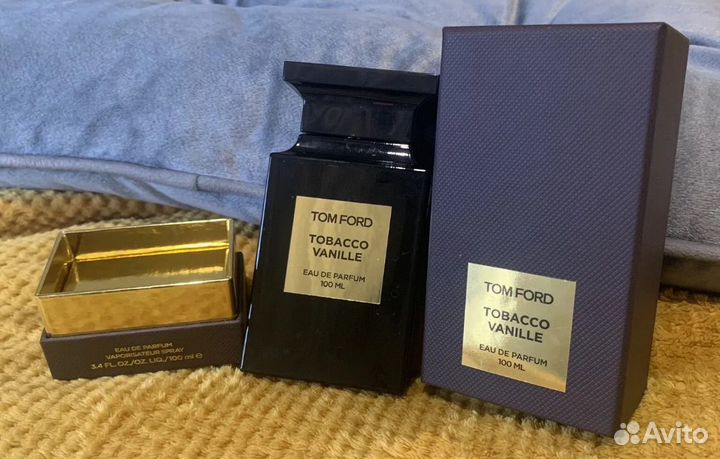 TOM FORD
TOBACCO
VANILLE
EAU DE PARFUM
100 ML
TOM FORD
TOBACCO
VANILLE
EAU DE PARFUM
100 ML
EAU DE PARFUM
VAPORISATEUR SPRAY
3.4 FL.OZ./OZ. LIQ./100 ml ℮
Avito